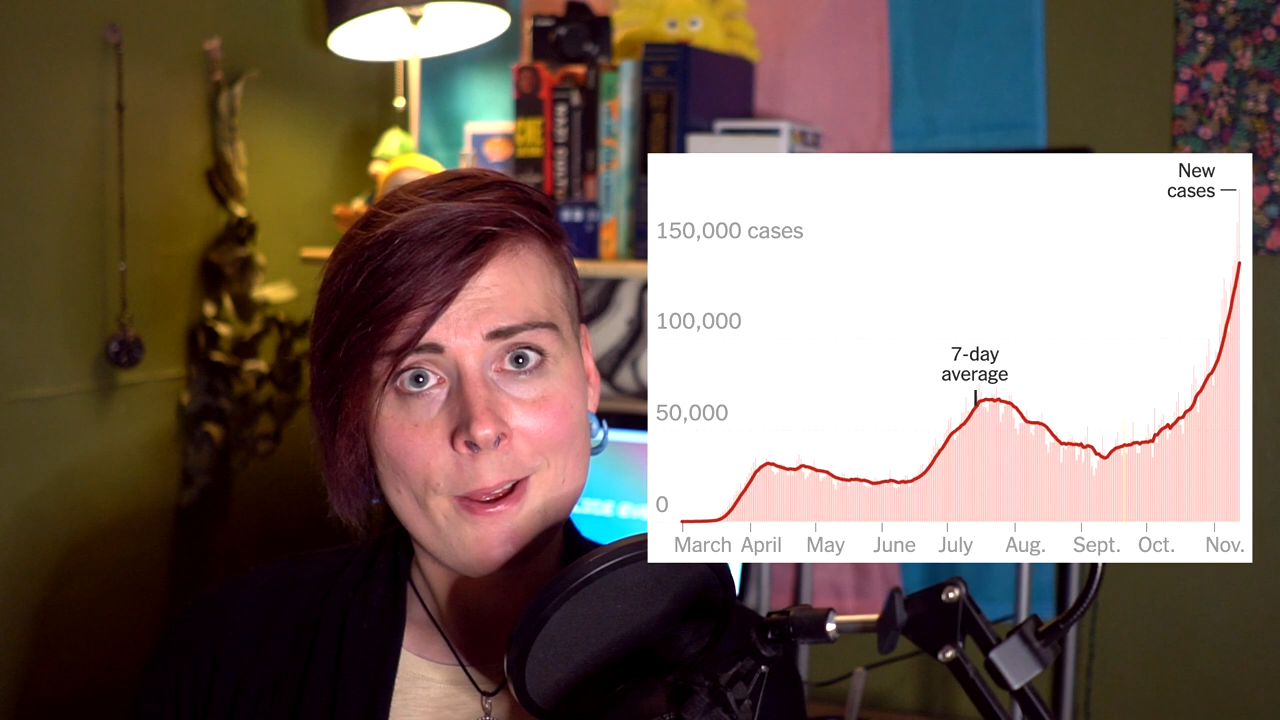 New
cases
150,000 cases
100,000
7-day
average
50,000
0
March April May June July Aug. Sept. Oct. Nov.